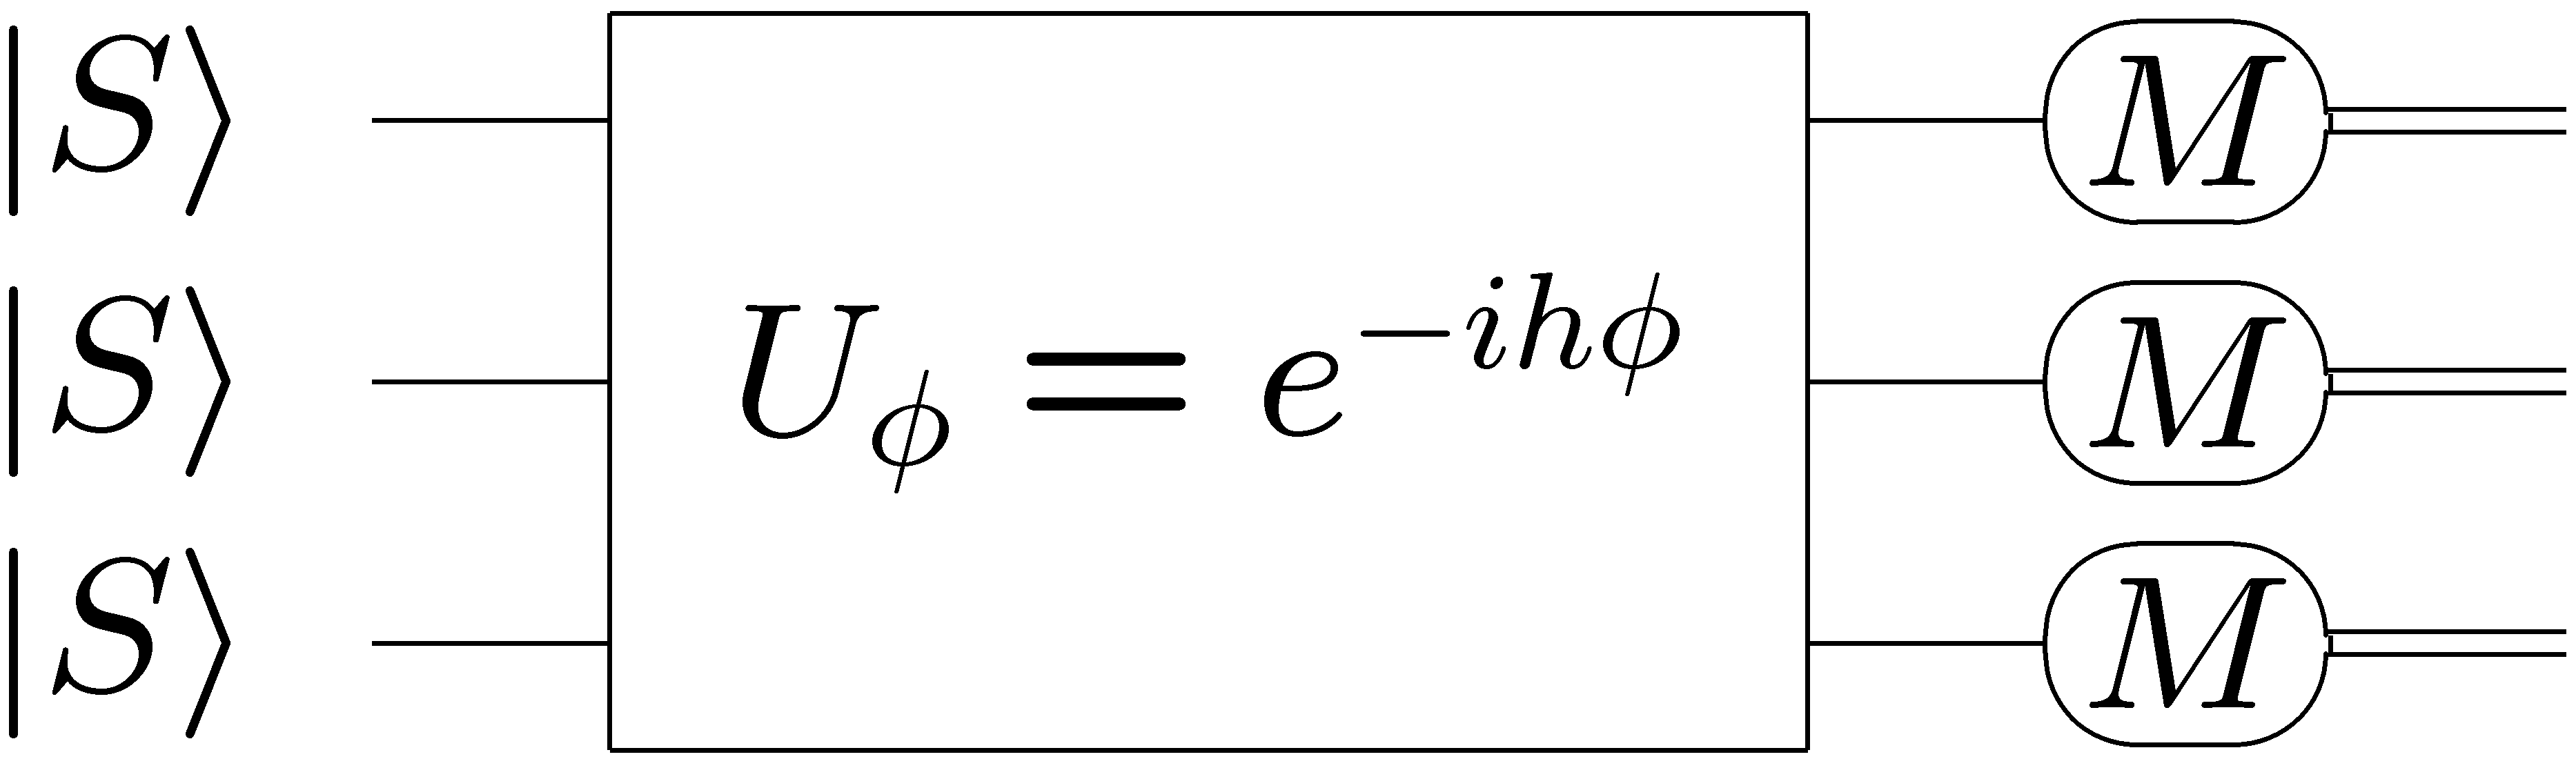 |S⟩ M
|S⟩ U_ϕ = e^{−ihϕ} M
|S⟩ M